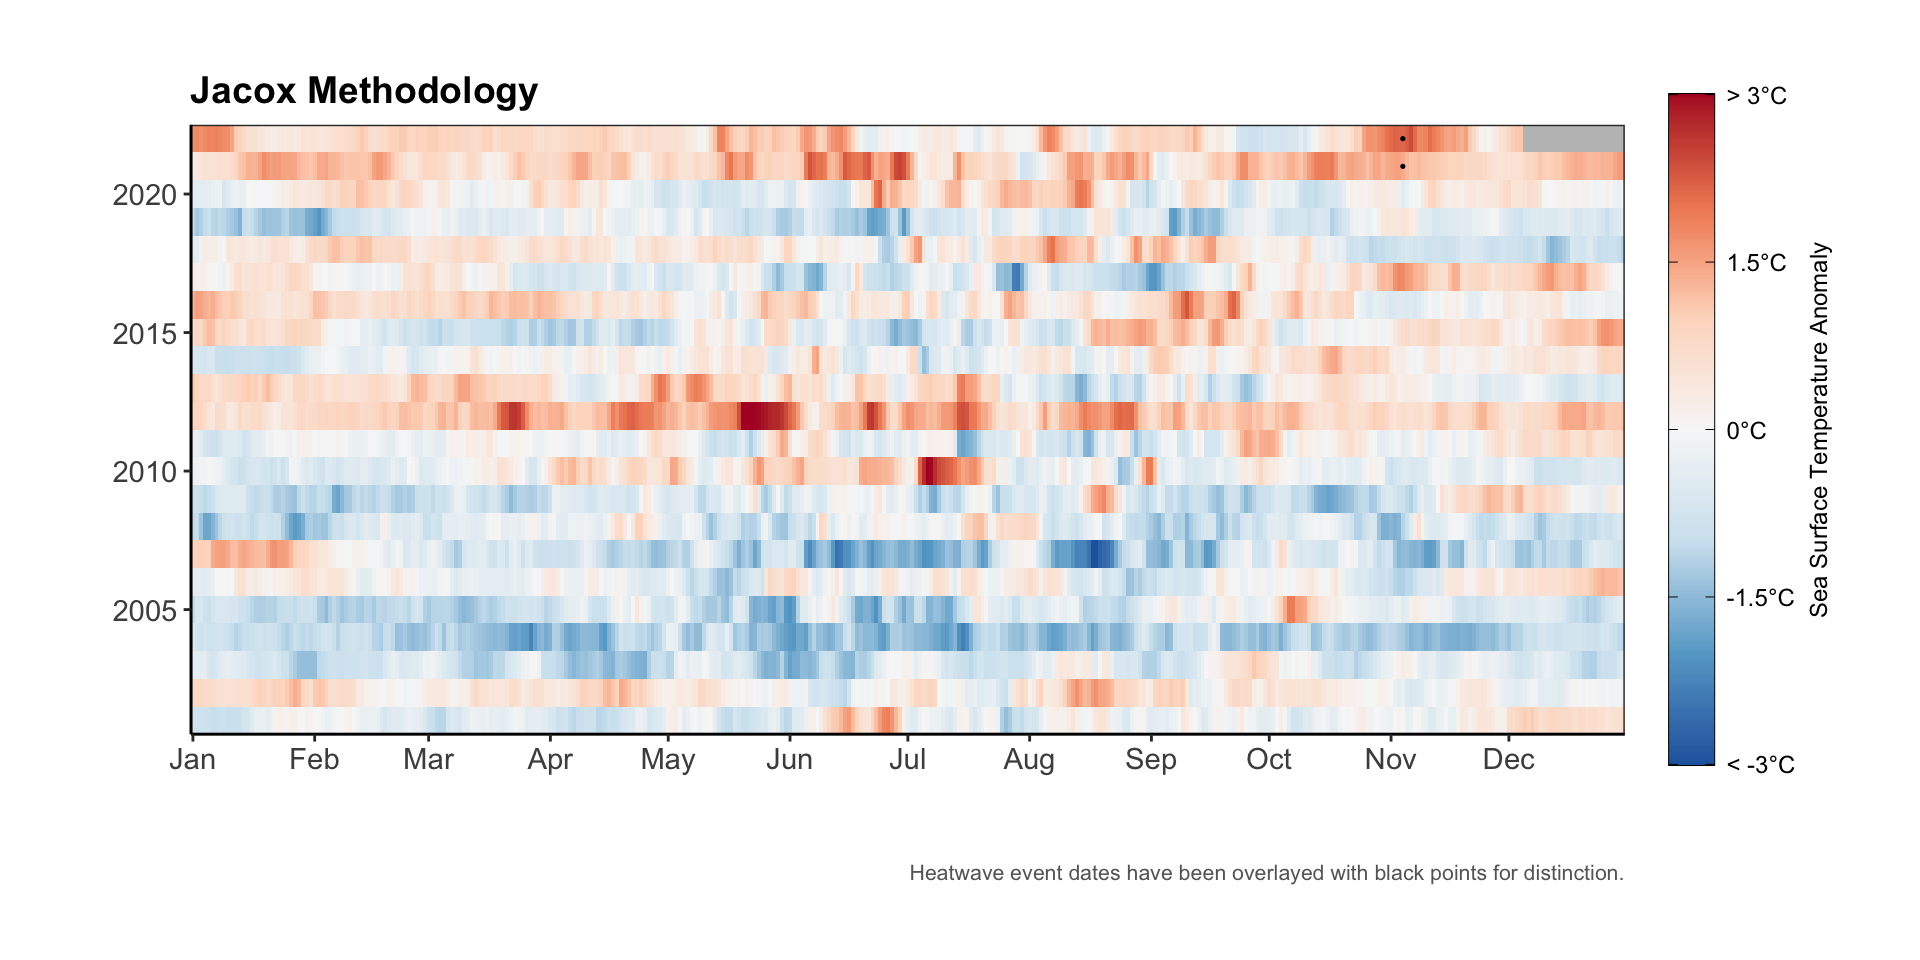 Jacox Methodology
2020
2015
2010
2005
Jan Feb Mar Apr May Jun Jul Aug Sep Oct Nov Dec
> 3°C
1.5°C
0°C
-1.5°C
< -3°C
Sea Surface Temperature Anomaly
Heatwave event dates have been overlayed with black points for distinction.